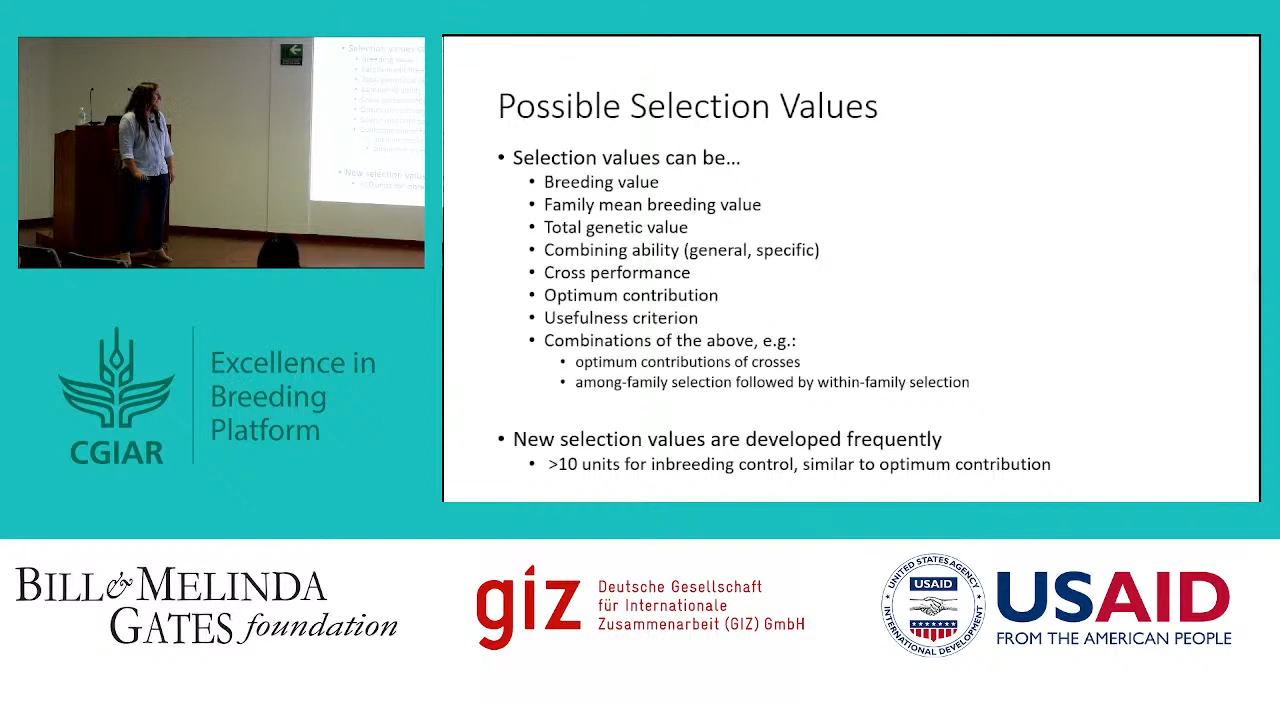 Possible Selection Values
• Selection values can be...
• Breeding value
• Family mean breeding value
• Total genetic value
• Combining ability (general, specific)
• Cross performance
• Optimum contribution
• Usefulness criterion
• Combinations of the above, e.g.:
• optimum contributions of crosses
• among-family selection followed by within-family selection
• New selection values are developed frequently
• >10 units for inbreeding control, similar to optimum contribution
CGIAR
Excellence in
Breeding
Platform
BILL & MELINDA
GATES foundation
giz
Deutsche Gesellschaft
für Internationale
Zusammenarbeit (GIZ) GmbH
UNITED STATES AGENCY
USAID
INTERNATIONAL DEVELOPMENT
USAID
FROM THE AMERICAN PEOPLE